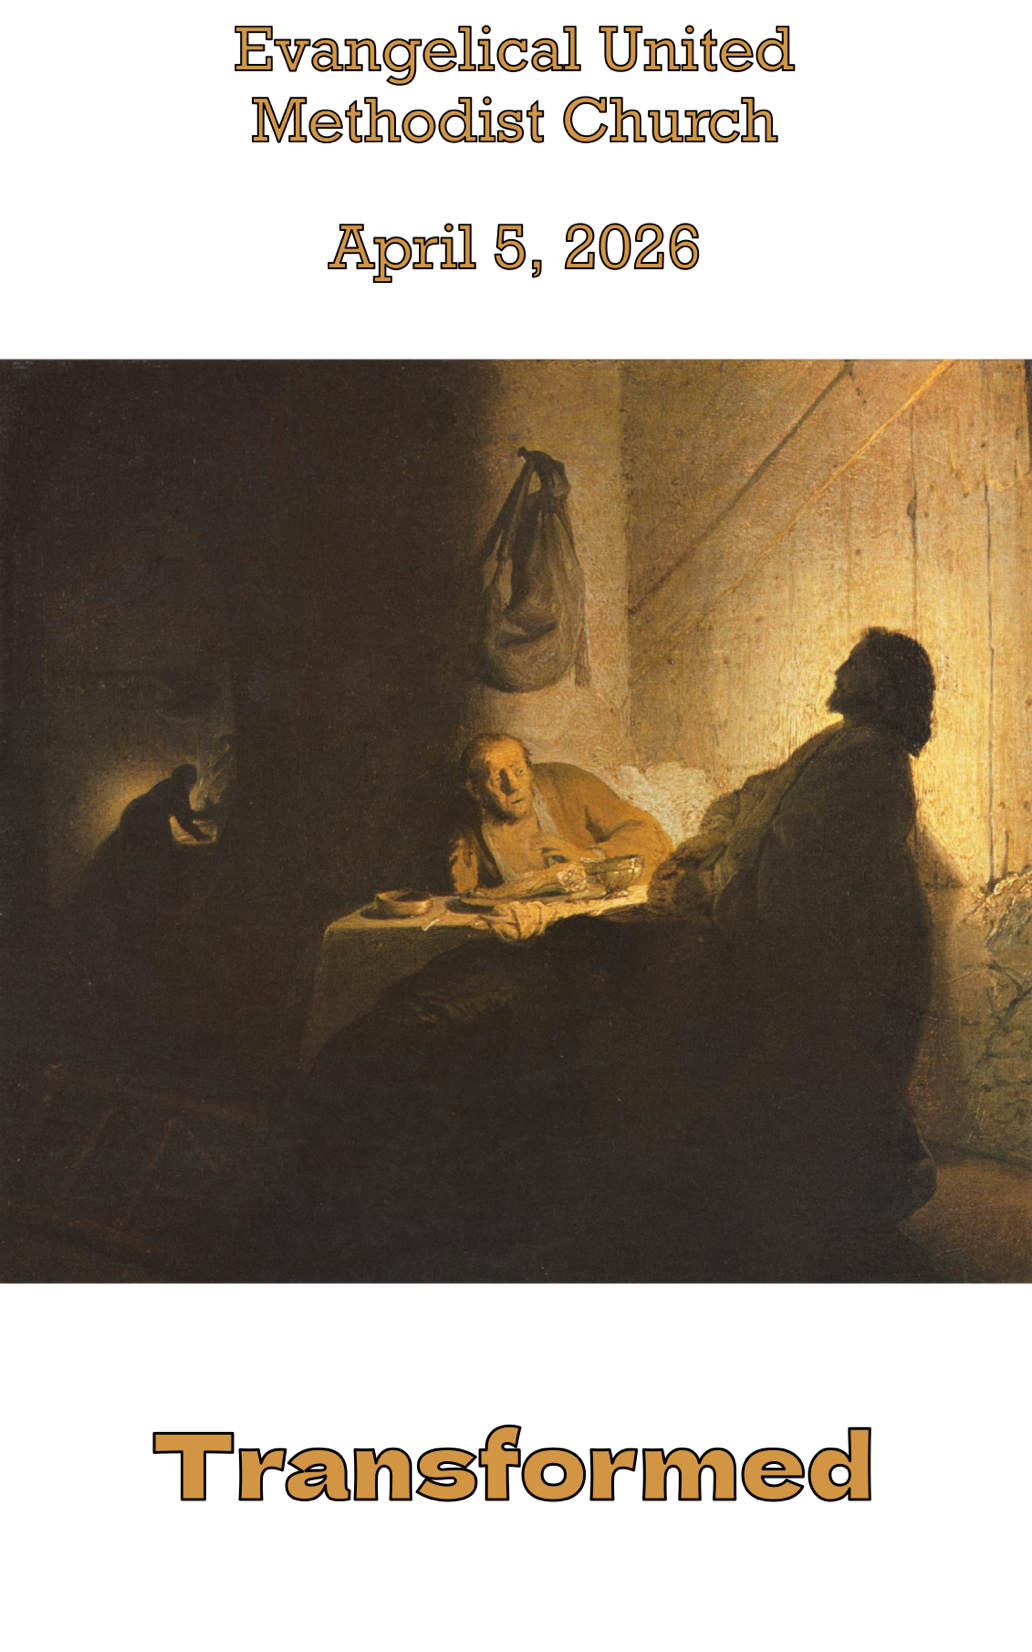 Evangelical United
Methodist Church
April 5, 2026
Transformed